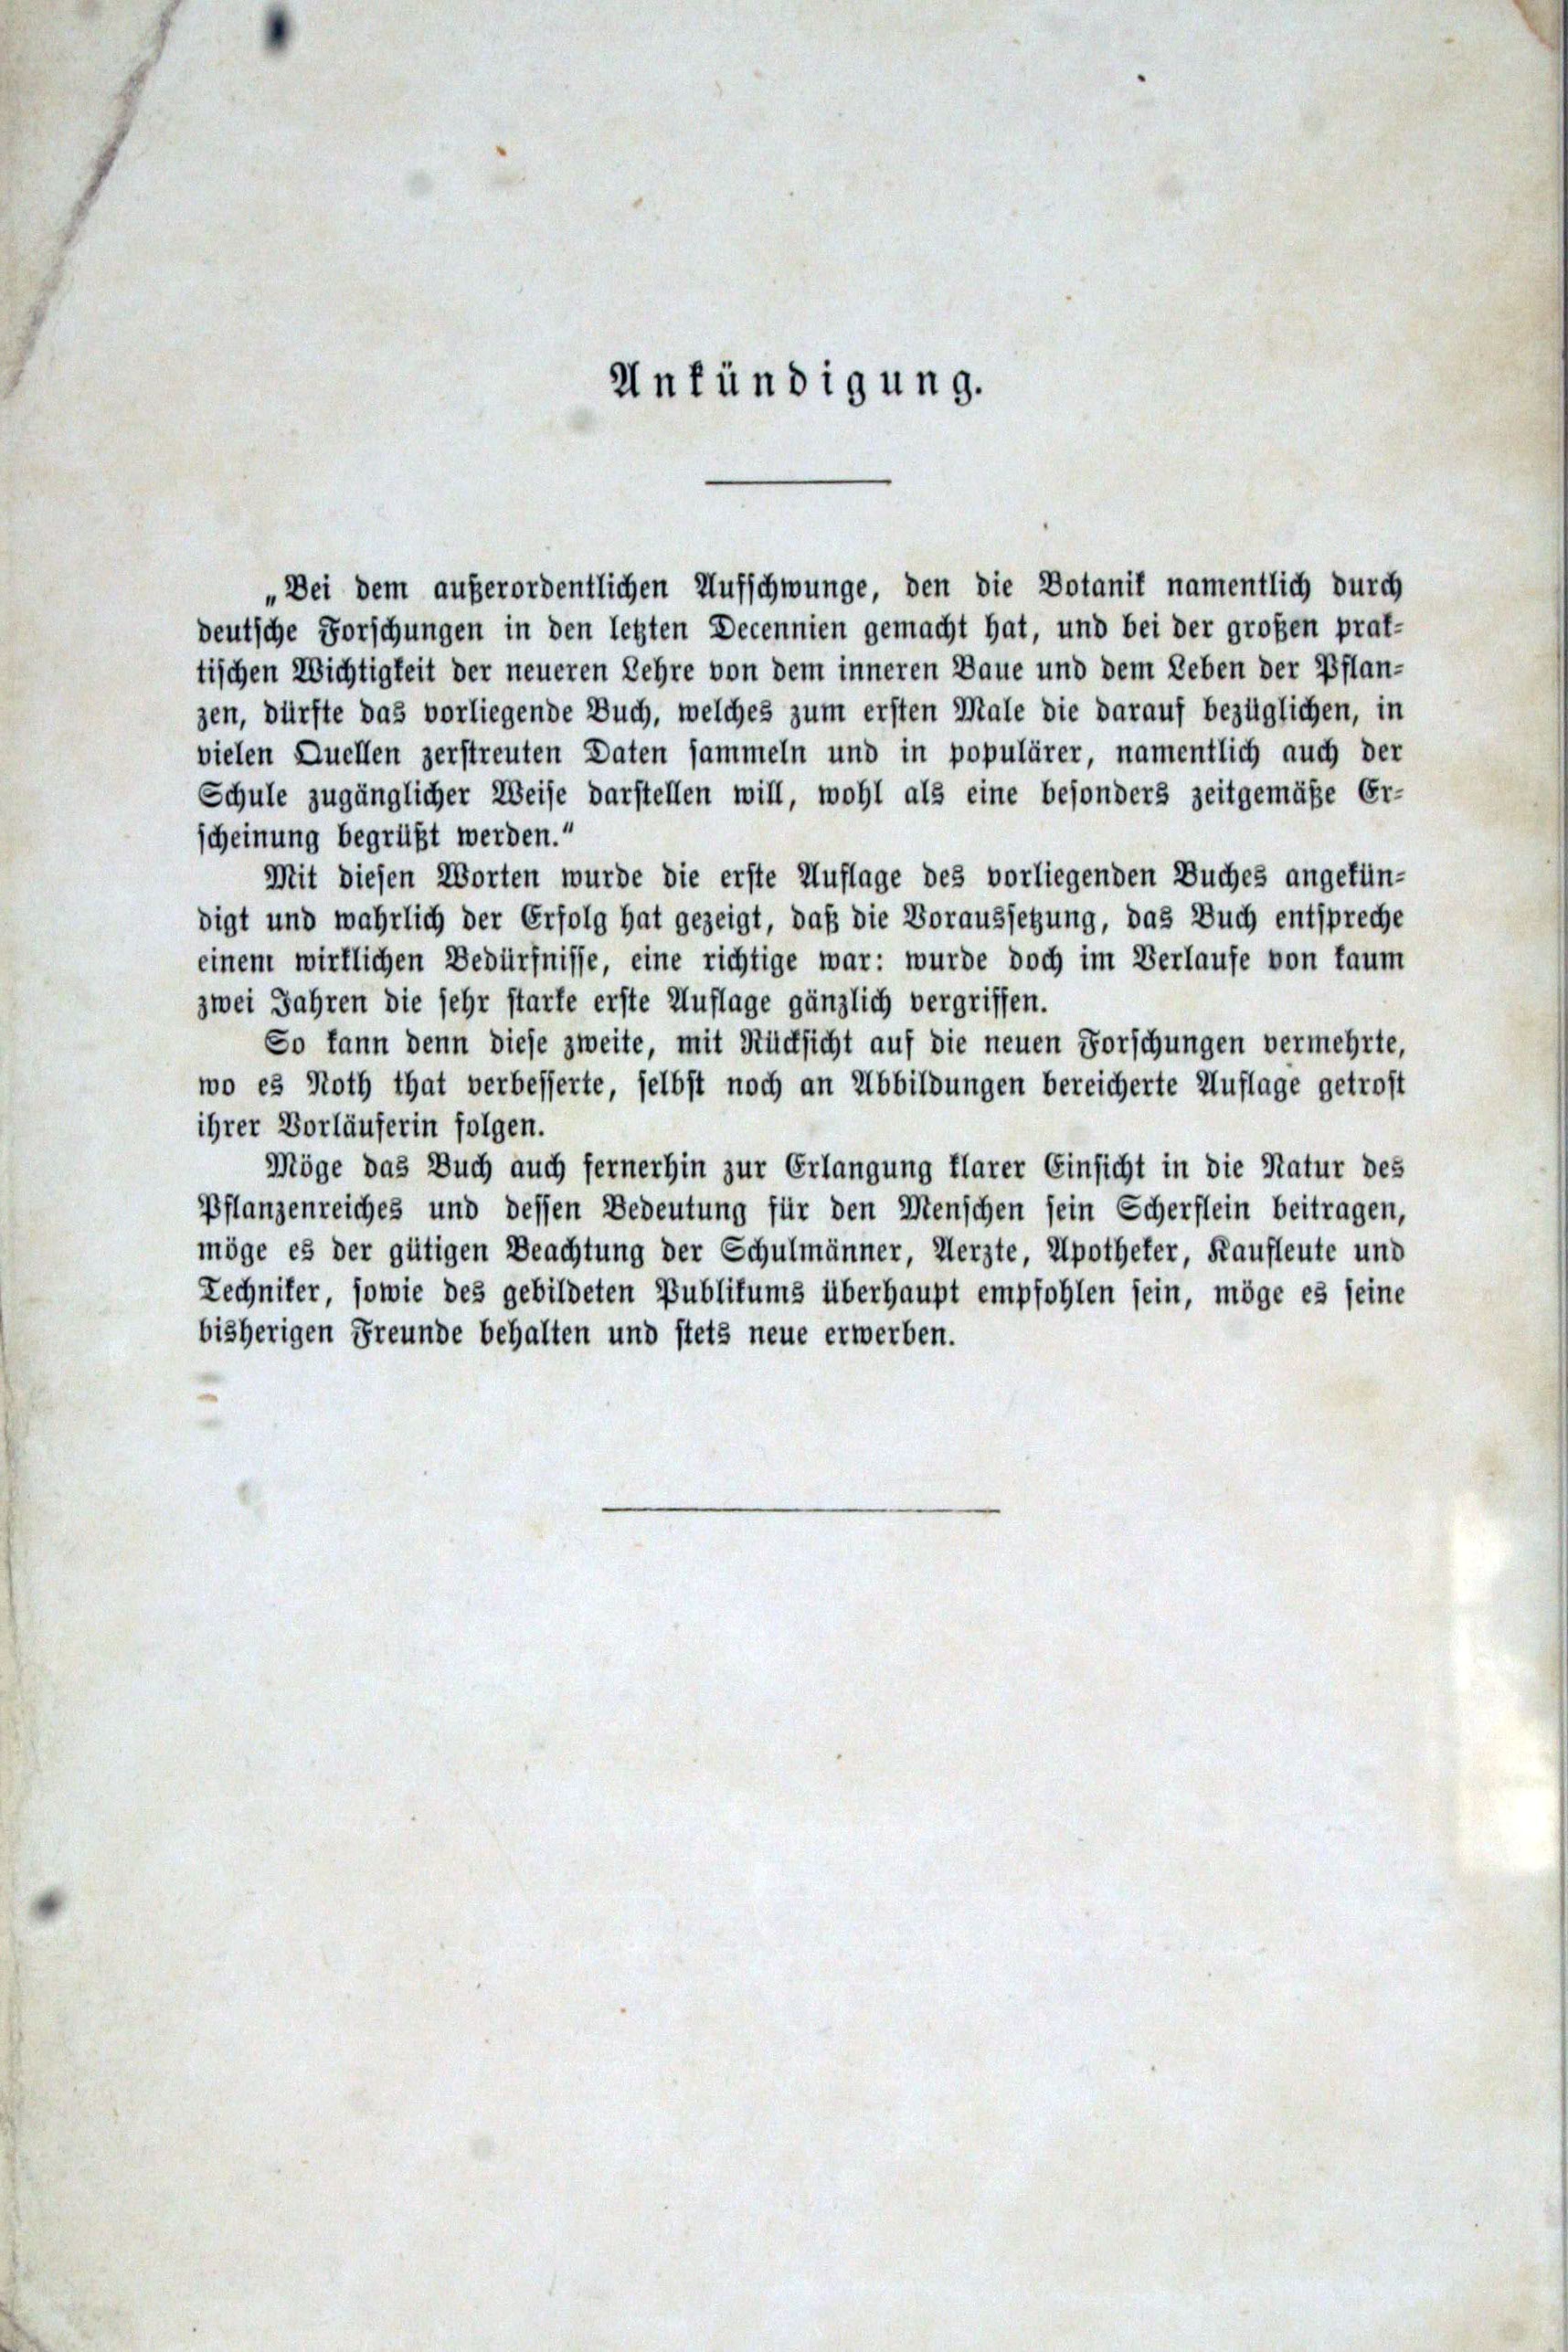 Ankündigung.
„Bei dem außerordentlichen Aufschwunge, den die Botanik namentlich durch
deutsche Forschungen in den letzten Decennien gemacht hat, und bei der großen prak-
tischen Wichtigkeit der neueren Lehre von dem inneren Baue und dem Leben der Pflan-
zen, dürfte das vorliegende Buch, welches zum ersten Male die darauf bezüglichen, in
vielen Quellen zerstreuten Daten sammeln und in populärer, namentlich auch der
Schule zugänglicher Weise darstellen will, wohl als eine besonders zeitgemäße Er-
scheinung begrüßt werden."
Mit diesen Worten wurde die erste Auflage des vorliegenden Buches angekün-
digt und wahrlich der Erfolg hat gezeigt, daß die Voraussetzung, das Buch entspreche
einem wirklichen Bedürfnisse, eine richtige war: wurde doch im Verlaufe von kaum
zwei Jahren die sehr starke erste Auflage gänzlich vergriffen.
So kann denn diese zweite, mit Rücksicht auf die neuen Forschungen vermehrte,
wo es Noth that verbesserte, selbst noch an Abbildungen bereicherte Auflage getrost
ihrer Vorläuferin folgen.
Möge das Buch auch fernerhin zur Erlangung klarer Einsicht in die Natur des
Pflanzenreiches und dessen Bedeutung für den Menschen sein Scherflein beitragen,
möge es der gütigen Beachtung der Schulmänner, Aerzte, Apotheker, Kaufleute und
Techniker, sowie des gebildeten Publikums überhaupt empfohlen sein, möge es seine
bisherigen Freunde behalten und stets neue erwerben.